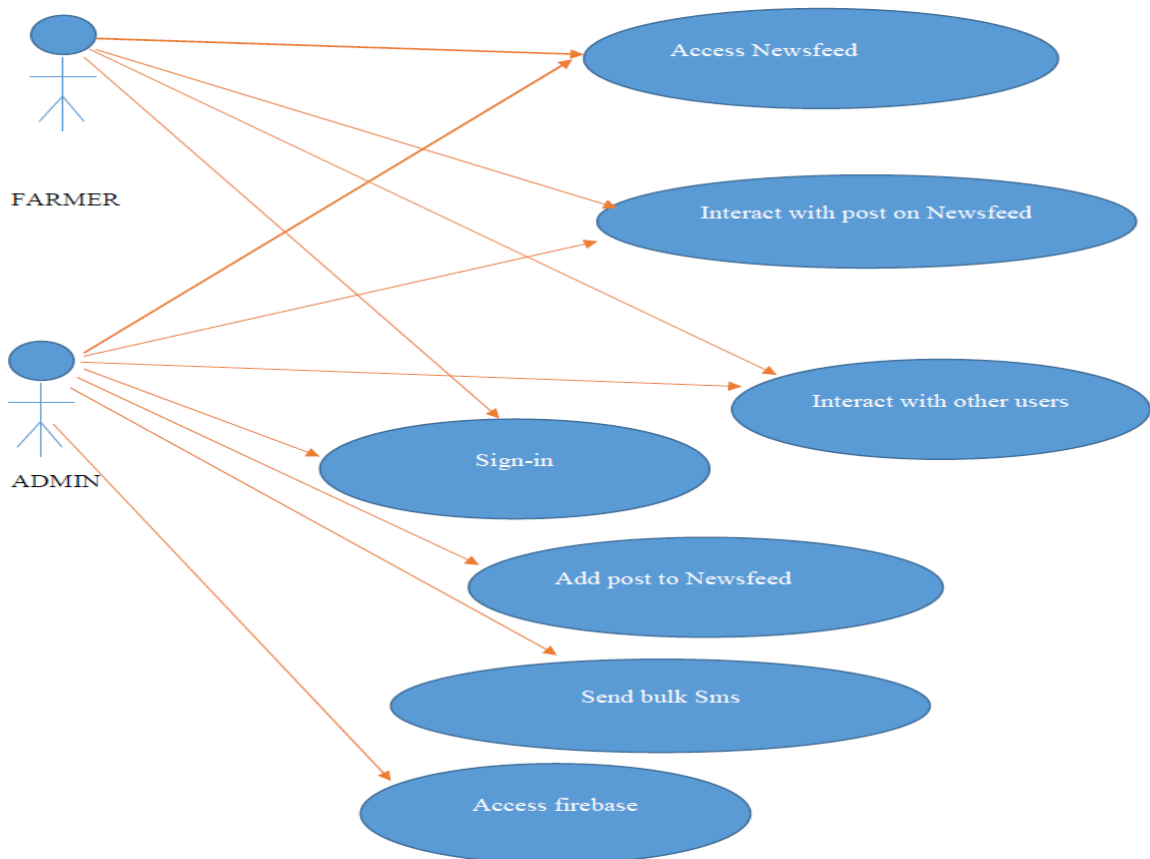 Access Newsfeed
FARMER
Interact with post on Newsfeed
Interact with other users
Sign-in
ADMIN
Add post to Newsfeed
Send bulk Sms
Access firebase